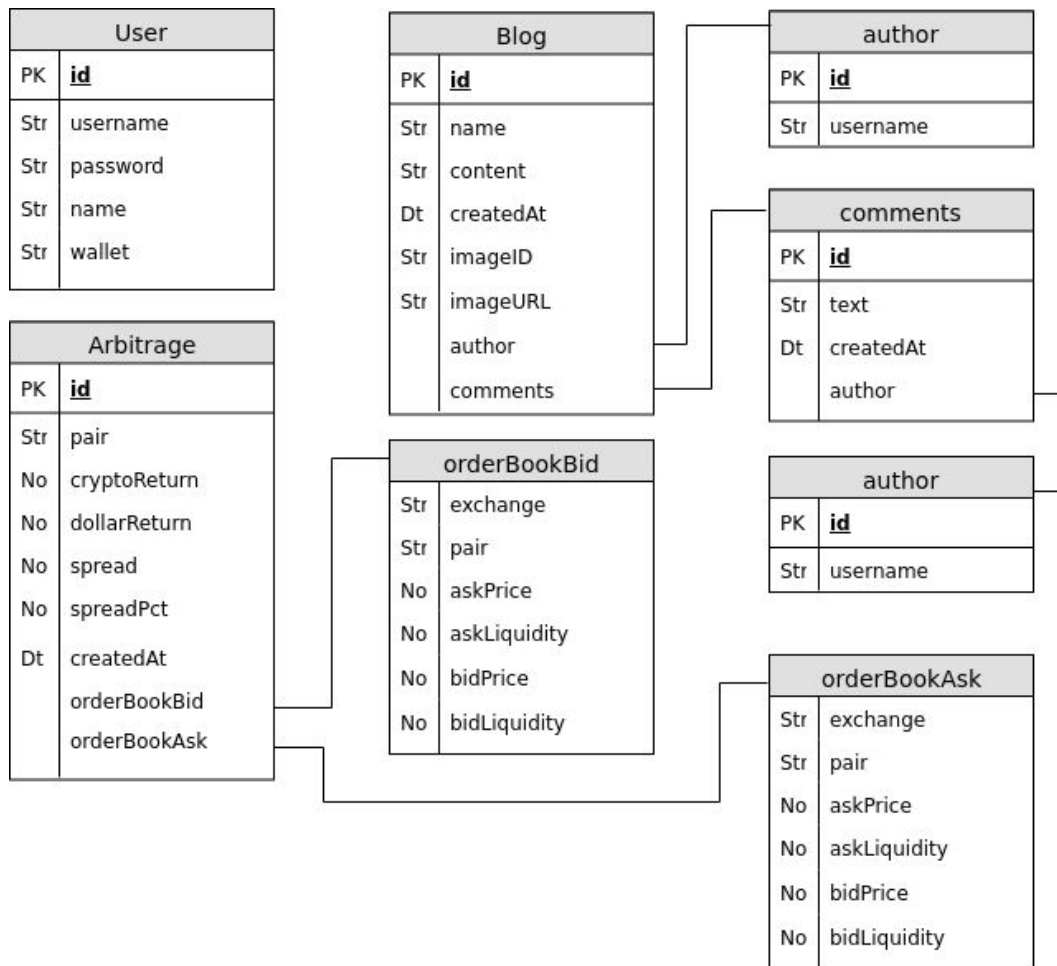 User
PK id
Str username
Str password
Str name
Str wallet
Arbitrage
PK id
Str pair
No cryptoReturn
No dollarReturn
No spread
No spreadPct
Dt createdAt
orderBookBid
orderBookAsk
Blog
PK id
Str name
Str content
Dt createdAt
Str imageID
Str imageURL
author
comments
orderBookBid
Str exchange
Str pair
No askPrice
No askLiquidity
No bidPrice
No bidLiquidity
author
PK id
Str username
comments
PK id
Str text
Dt createdAt
author
author
PK id
Str username
orderBookAsk
Str exchange
Str pair
No askPrice
No askLiquidity
No bidPrice
No bidLiquidity